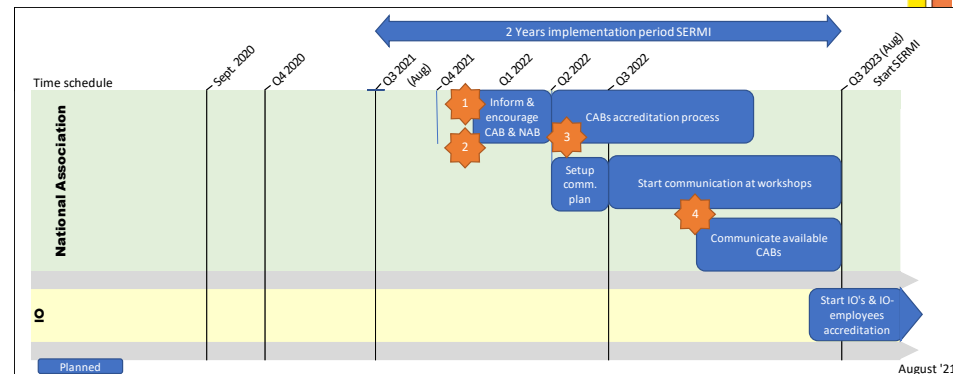 2 Years implementation period SERMI
Time schedule
Sept. 2020
Q4 2020
Q3 2021
(Aug)
Q4 2021
Q1 2022
Q2 2022
Q3 2022
Q3 2023 (Aug)
Start SERMI
National Association
1
2
Inform &
encourage
CAB & NAB
3
CABs accreditation process
Setup
comm.
plan
Start communication at workshops
4
Communicate available
CABs
IO
Start IO's & IO-
employees
accreditation
Planned
August '21